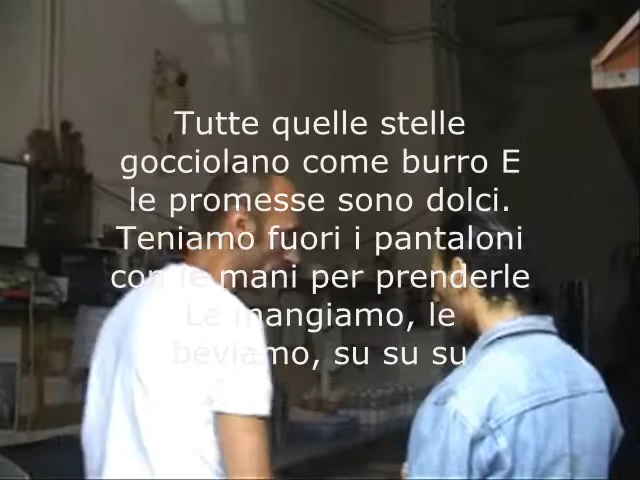 Tutte quelle stelle
gocciolano come burro E
le promesse sono dolci.
Teniamo fuori i pantaloni
con le mani per prenderle
Le mangiamo, le
beviamo, su su su